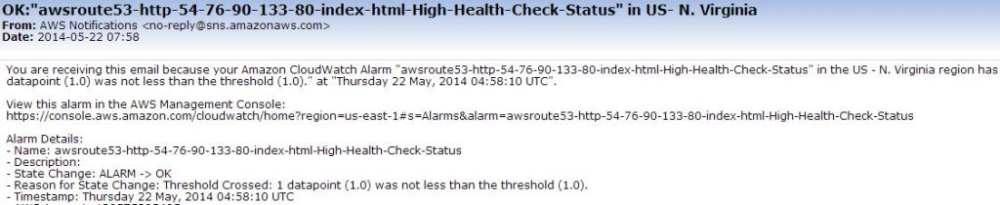 OK:"awsroute53-http-54-76-90-133-80-index-html-High-Health-Check-Status" in US- N. Virginia
From: AWS Notifications <no-reply@sns.amazonaws.com>
Date: 2014-05-22 07:58
You are receiving this email because your Amazon CloudWatch Alarm "awsroute53-http-54-76-90-133-80-index-html-High-Health-Check-Status" in the US - N. Virginia region has
datapoint (1.0) was not less than the threshold (1.0)." at "Thursday 22 May, 2014 04:58:10 UTC".
View this alarm in the AWS Management Console:
https://console.aws.amazon.com/cloudwatch/home?region=us-east-1#s=Alarms&alarm=awsroute53-http-54-76-90-133-80-index-html-High-Health-Check-Status
Alarm Details:
- Name: awsroute53-http-54-76-90-133-80-index-html-High-Health-Check-Status
- Description:
- State Change: ALARM -> OK
- Reason for State Change: Threshold Crossed: 1 datapoint (1.0) was not less than the threshold (1.0).
- Timestamp: Thursday 22 May, 2014 04:58:10 UTC